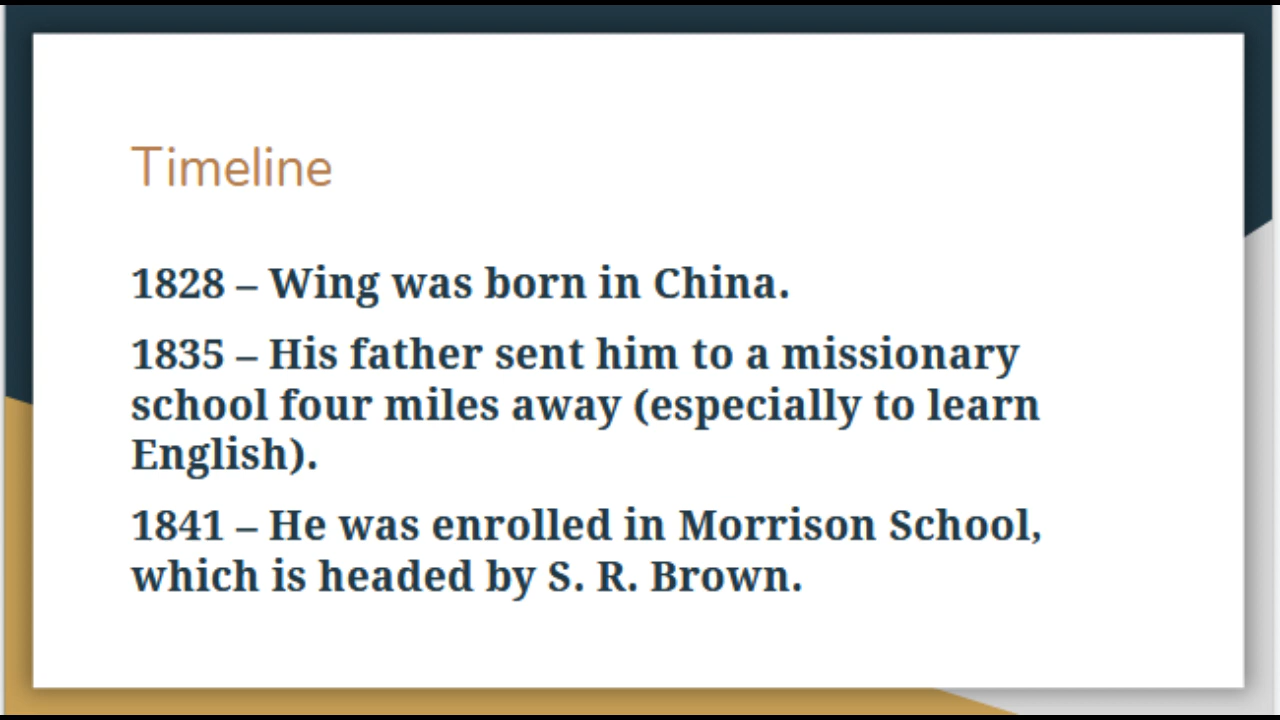 Timeline
1828 – Wing was born in China.
1835 – His father sent him to a missionary
school four miles away (especially to learn
English).
1841 – He was enrolled in Morrison School,
which is headed by S. R. Brown.